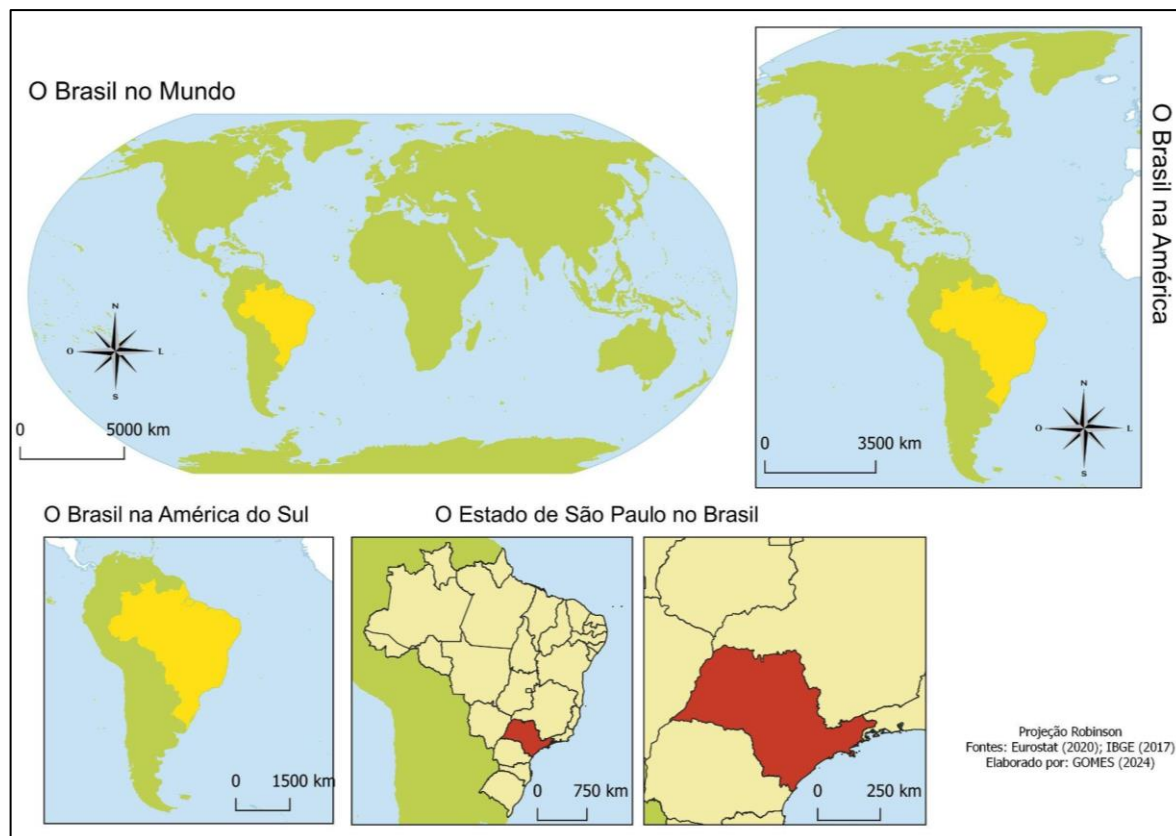 O Brasil no Mundo
N
O
L
S
0 5000 km
O Brasil na América
N
O
L
S
0 3500 km
O Brasil na América do Sul
0 1500 km
O Estado de São Paulo no Brasil
0 750 km
0 250 km
Projeção Robinson
Fontes: Eurostat (2020); IBGE (2017)
Elaborado por: GOMES (2024)